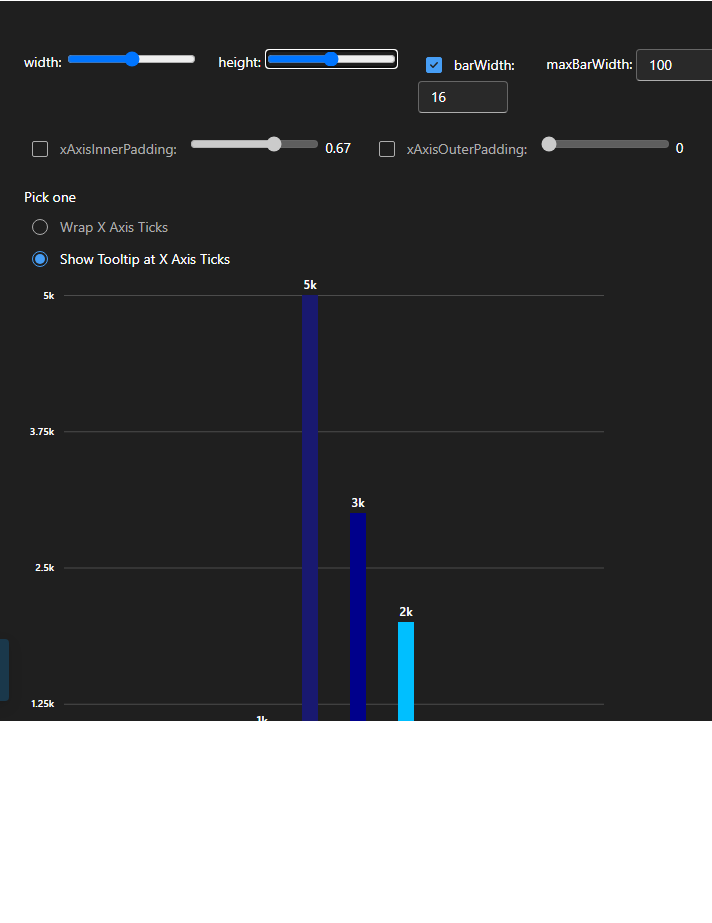 width: height: barWidth: maxBarWidth: 100
16
xAxisInnerPadding: 0.67 xAxisOuterPadding: 0
Pick one
Wrap X Axis Ticks
Show Tooltip at X Axis Ticks
5k
5k
3.75k
3k
2.5k
2k
1.25k
1k